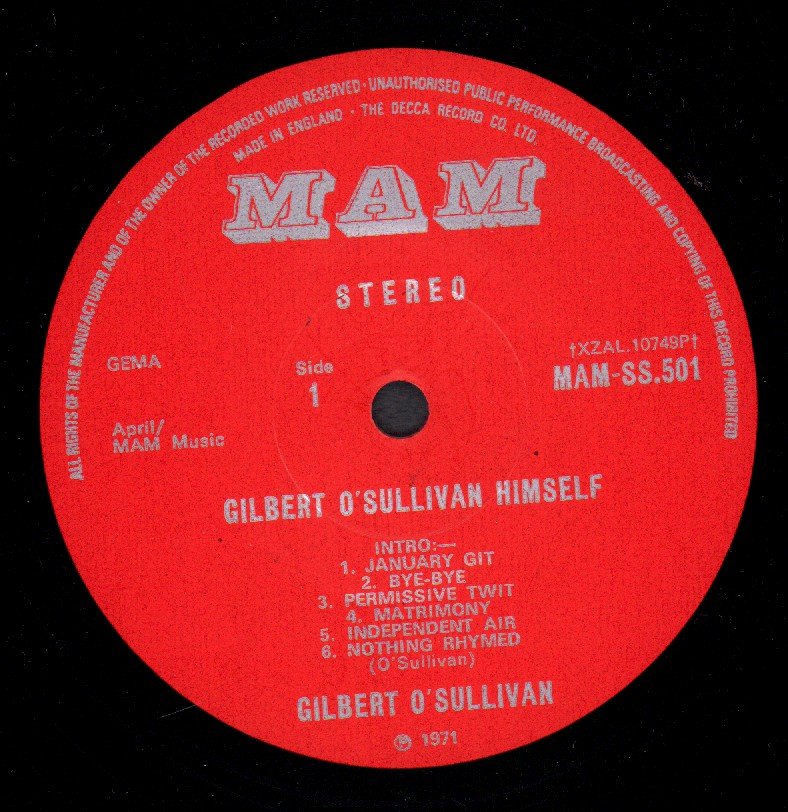 ALL RIGHTS OF THE MANUFACTURER AND OF THE OWNER OF THE RECORDED WORK RESERVED · UNAUTHORISED PUBLIC PERFORMANCE BROADCASTING AND COPYING OF THIS RECORD PROHIBITED
MADE IN ENGLAND · THE DECCA RECORD CO. LTD.
MAM
STEREO
GEMA
Side
1
†XZAL.10749P†
MAM-SS.501
April/
MAM Music
GILBERT O'SULLIVAN HIMSELF
INTRO:—
1. JANUARY GIT
2. BYE-BYE
3. PERMISSIVE TWIT
4. MATRIMONY
5. INDEPENDENT AIR
6. NOTHING RHYMED
(O'Sullivan)
GILBERT O'SULLIVAN
℗ 1971